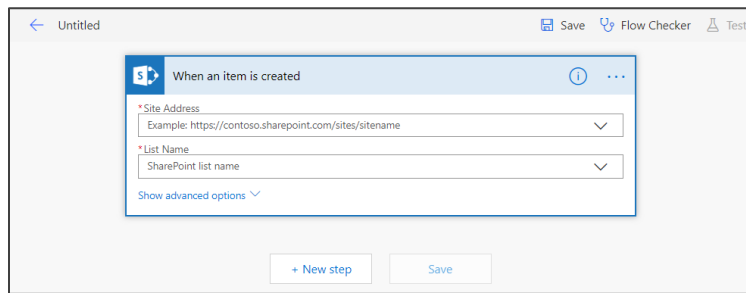 Untitled
Save
Flow Checker
Test
S
When an item is created
*Site Address
Example: https://contoso.sharepoint.com/sites/sitename
*List Name
SharePoint list name
Show advanced options
+ New step
Save